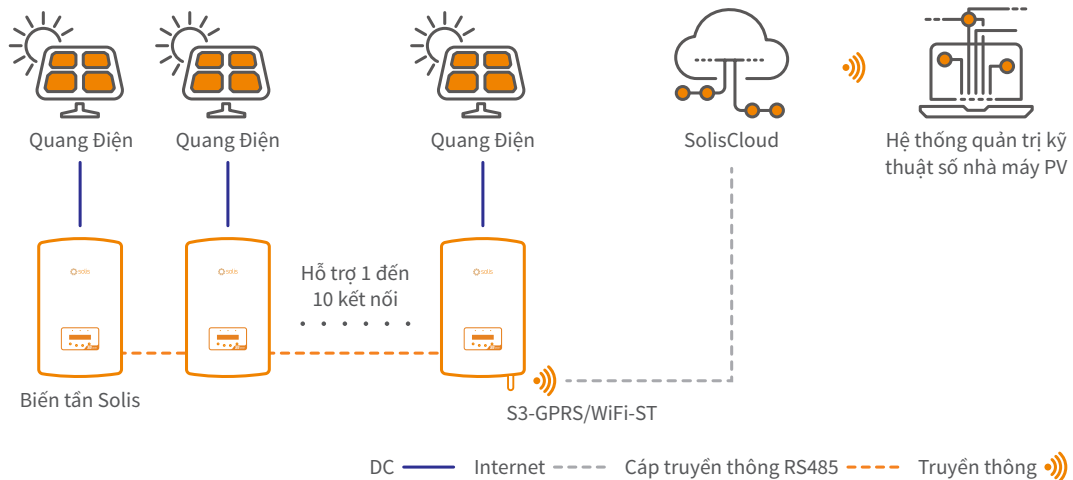 Quang Điện
Quang Điện
Quang Điện
SolisCloud
Hệ thống quản trị kỹ
thuật số nhà máy PV
solis
solis
solis
Hỗ trợ 1 đến
10 kết nối
Biến tần Solis
S3-GPRS/WiFi-ST
DC
Internet
Cáp truyền thông RS485
Truyền thông